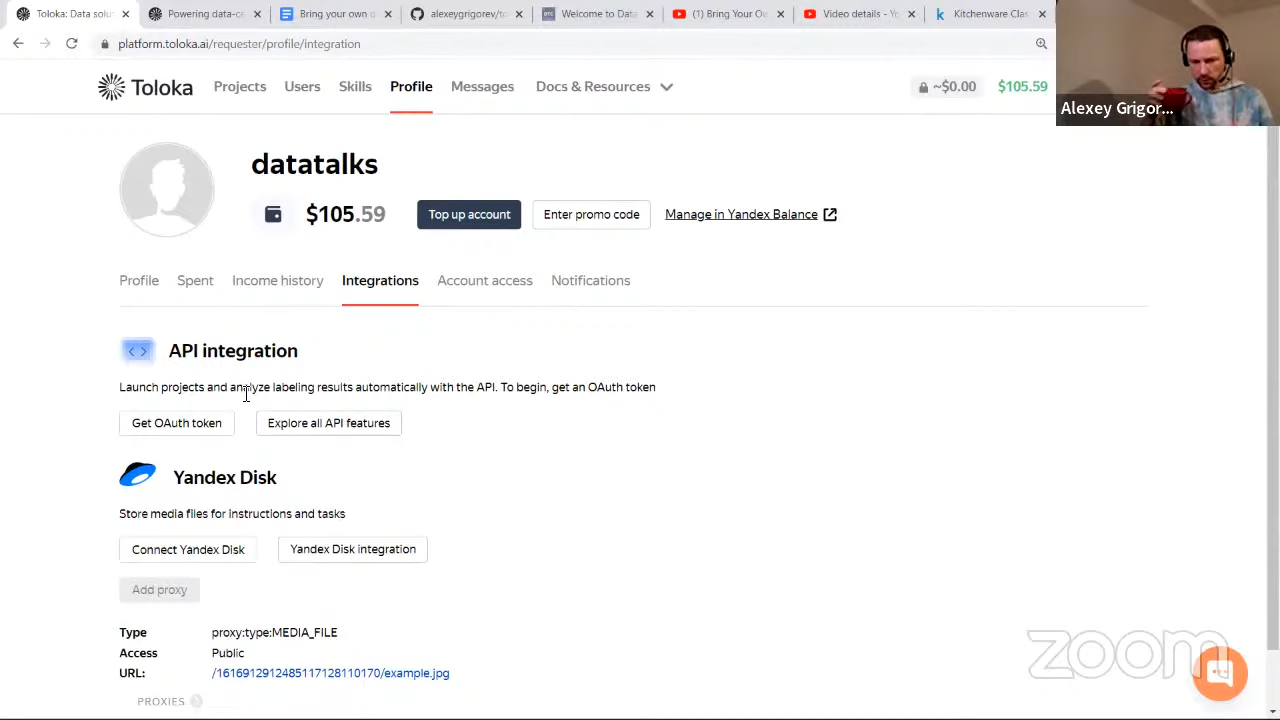 Toloka: Data solu
Powering data-ce
Bring your own o
alexeygrigorev/to
Welcome to Data
(1) Bring Your Ow
Video details - Yo
Kitchenware Clas
platform.toloka.ai/requester/profile/integration
Toloka
Projects
Users
Skills
Profile
Messages
Docs & Resources
~$0.00
$105.59
Alexey Grigor...
datatalks
$105.59
Top up account
Enter promo code
Manage in Yandex Balance
Profile
Spent
Income history
Integrations
Account access
Notifications
API integration
Launch projects and analyze labeling results automatically with the API. To begin, get an OAuth token
Get OAuth token
Explore all API features
Yandex Disk
Store media files for instructions and tasks
Connect Yandex Disk
Yandex Disk integration
Add proxy
Type proxy:type:MEDIA_FILE
Access Public
URL: /1616912912485117128110170/example.jpg
PROXIES
zoom